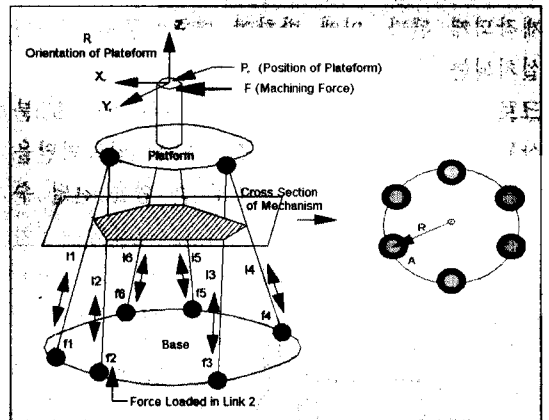 Z
R
Orientation of Plateform
X
Y
P (Position of Plateform)
F (Machining Force)
Platform
Cross Section
of Mechanism
R
A
l1
l2
l6
l5
l3
l4
f1
f2
f6
f5
f3
f4
Base
Force Loaded in Link 2